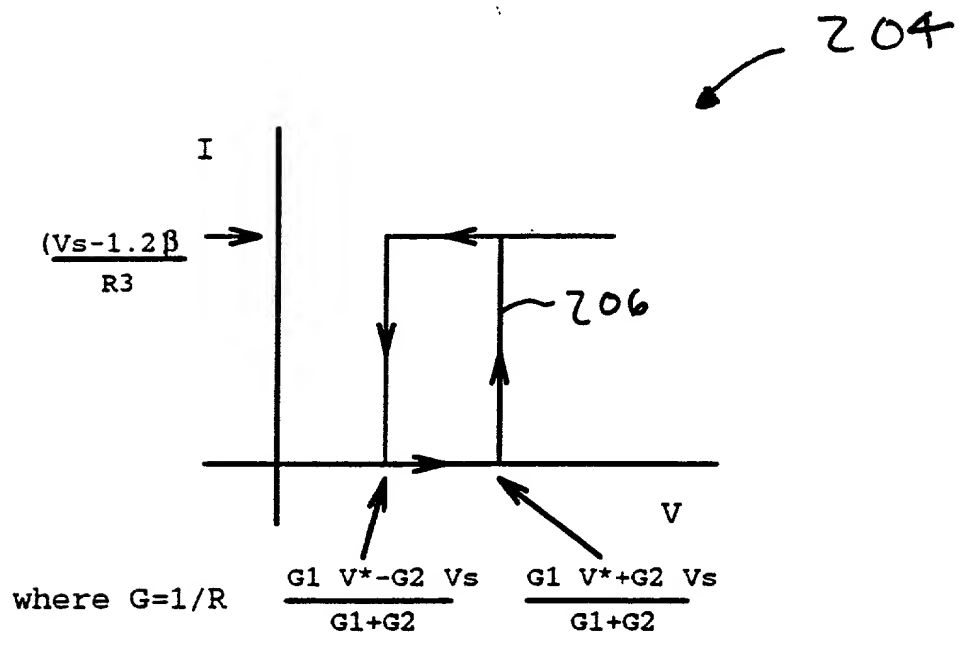 204
I
(Vs-1.2β
R3
206
V
where G=1/R
G1 V*-G2 Vs
G1+G2
G1 V*+G2 Vs
G1+G2